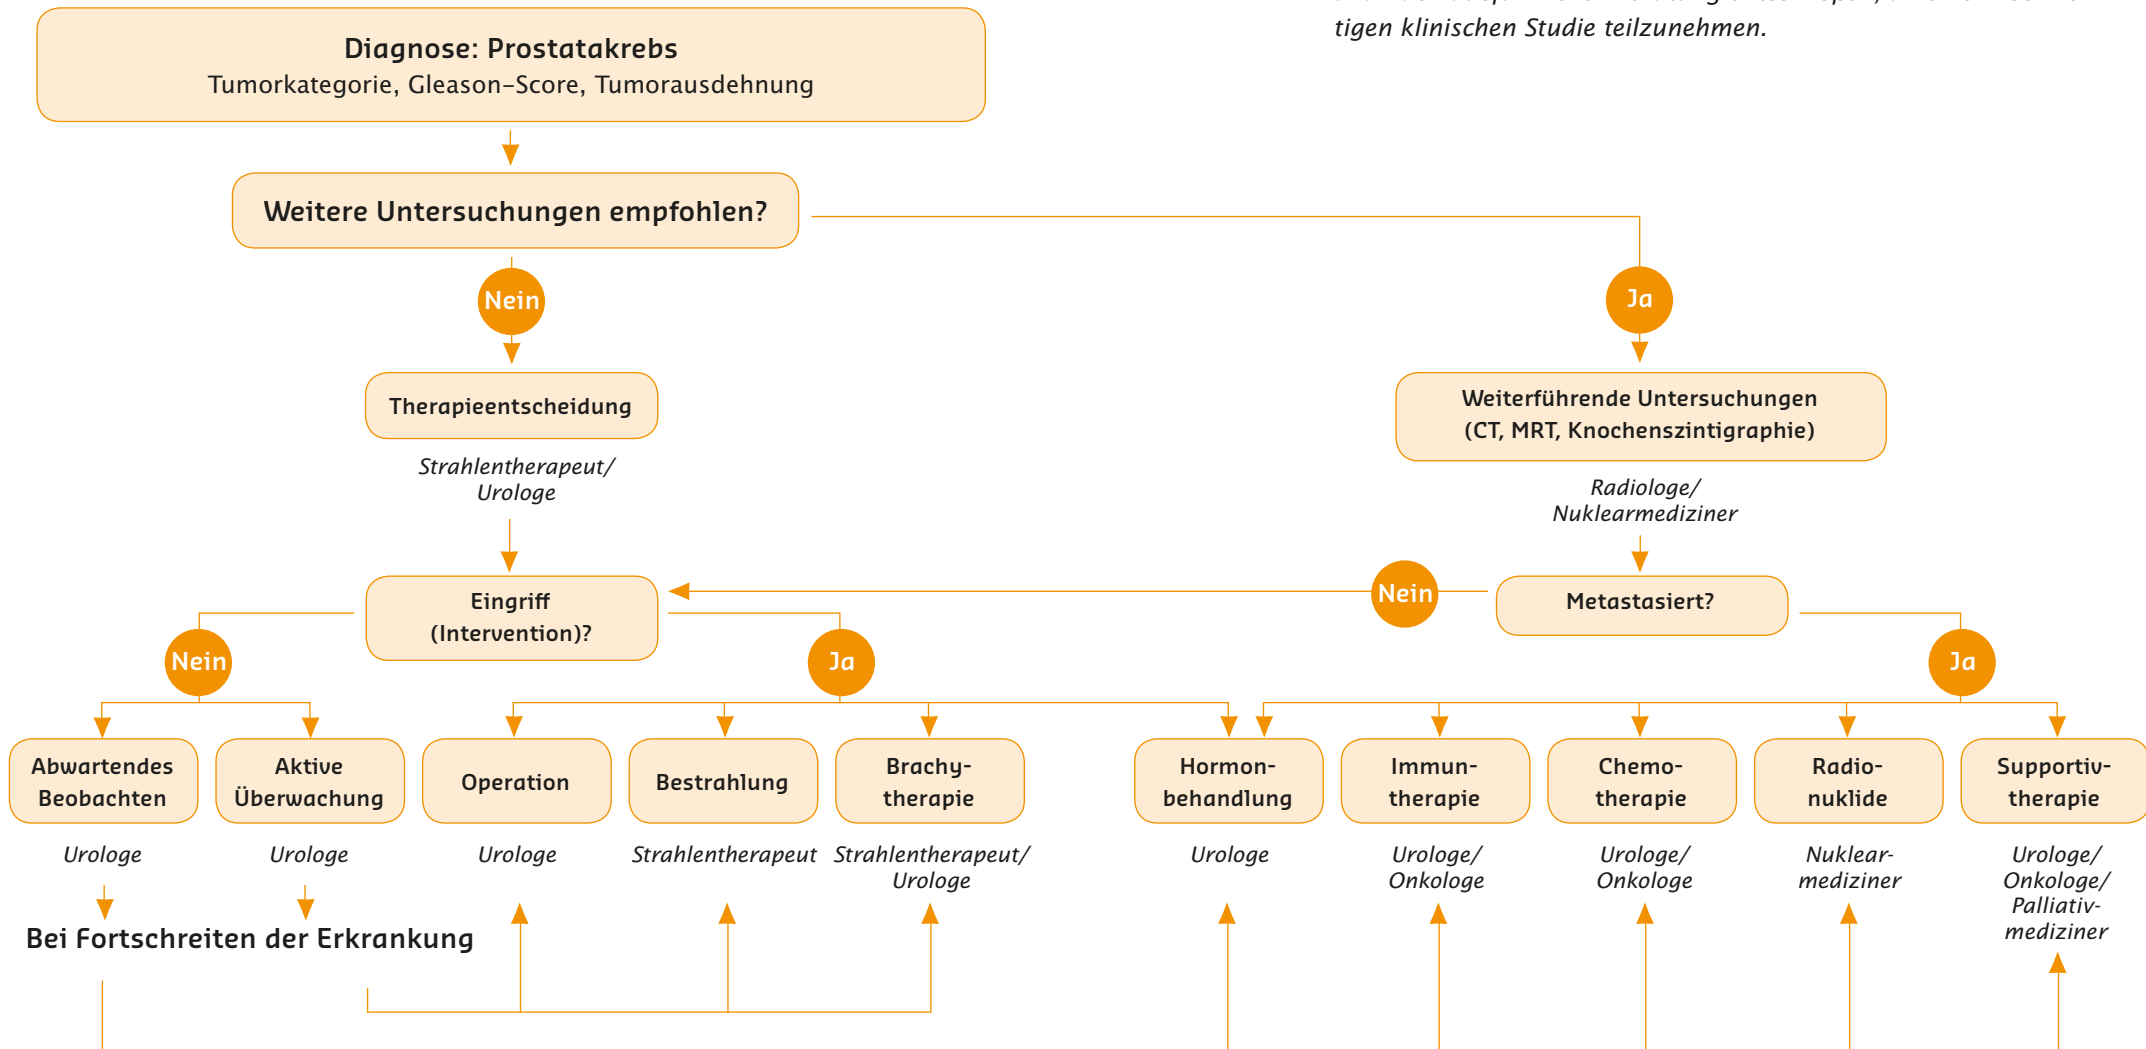 tigen klinischen Studie teilzunehmen.
Diagnose: Prostatakrebs
Tumorkategorie, Gleason-Score, Tumorausdehnung
Weitere Untersuchungen empfohlen?
Nein
Ja
Therapieentscheidung
Strahlentherapeut/
Urologe
Weiterführende Untersuchungen
(CT, MRT, Knochenszintigraphie)
Radiologe/
Nuklearmediziner
Eingriff
(Intervention)?
Nein
Metastasiert?
Nein
Ja
Ja
Abwartendes
Beobachten
Urologe
Aktive
Überwachung
Urologe
Operation
Urologe
Bestrahlung
Strahlentherapeut
Brachy-
therapie
Strahlentherapeut/
Urologe
Hormon-
behandlung
Urologe
Immun-
therapie
Urologe/
Onkologe
Chemo-
therapie
Urologe/
Onkologe
Radio-
nuklide
Nuklear-
mediziner
Supportiv-
therapie
Urologe/
Onkologe/
Palliativ-
mediziner
Bei Fortschreiten der Erkrankung